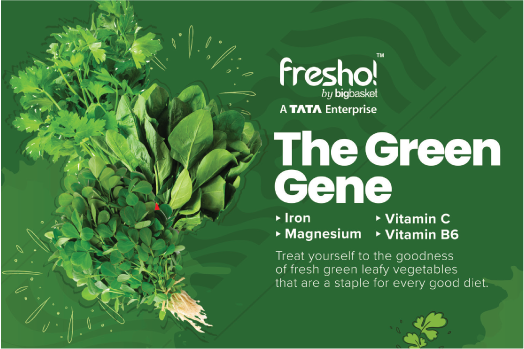 fresho!™
by bigbasket
A TATA Enterprise
The Green
Gene
▸ Iron ▸ Vitamin C
▸ Magnesium ▸ Vitamin B6
Treat yourself to the goodness
of fresh green leafy vegetables
that are a staple for every good diet.